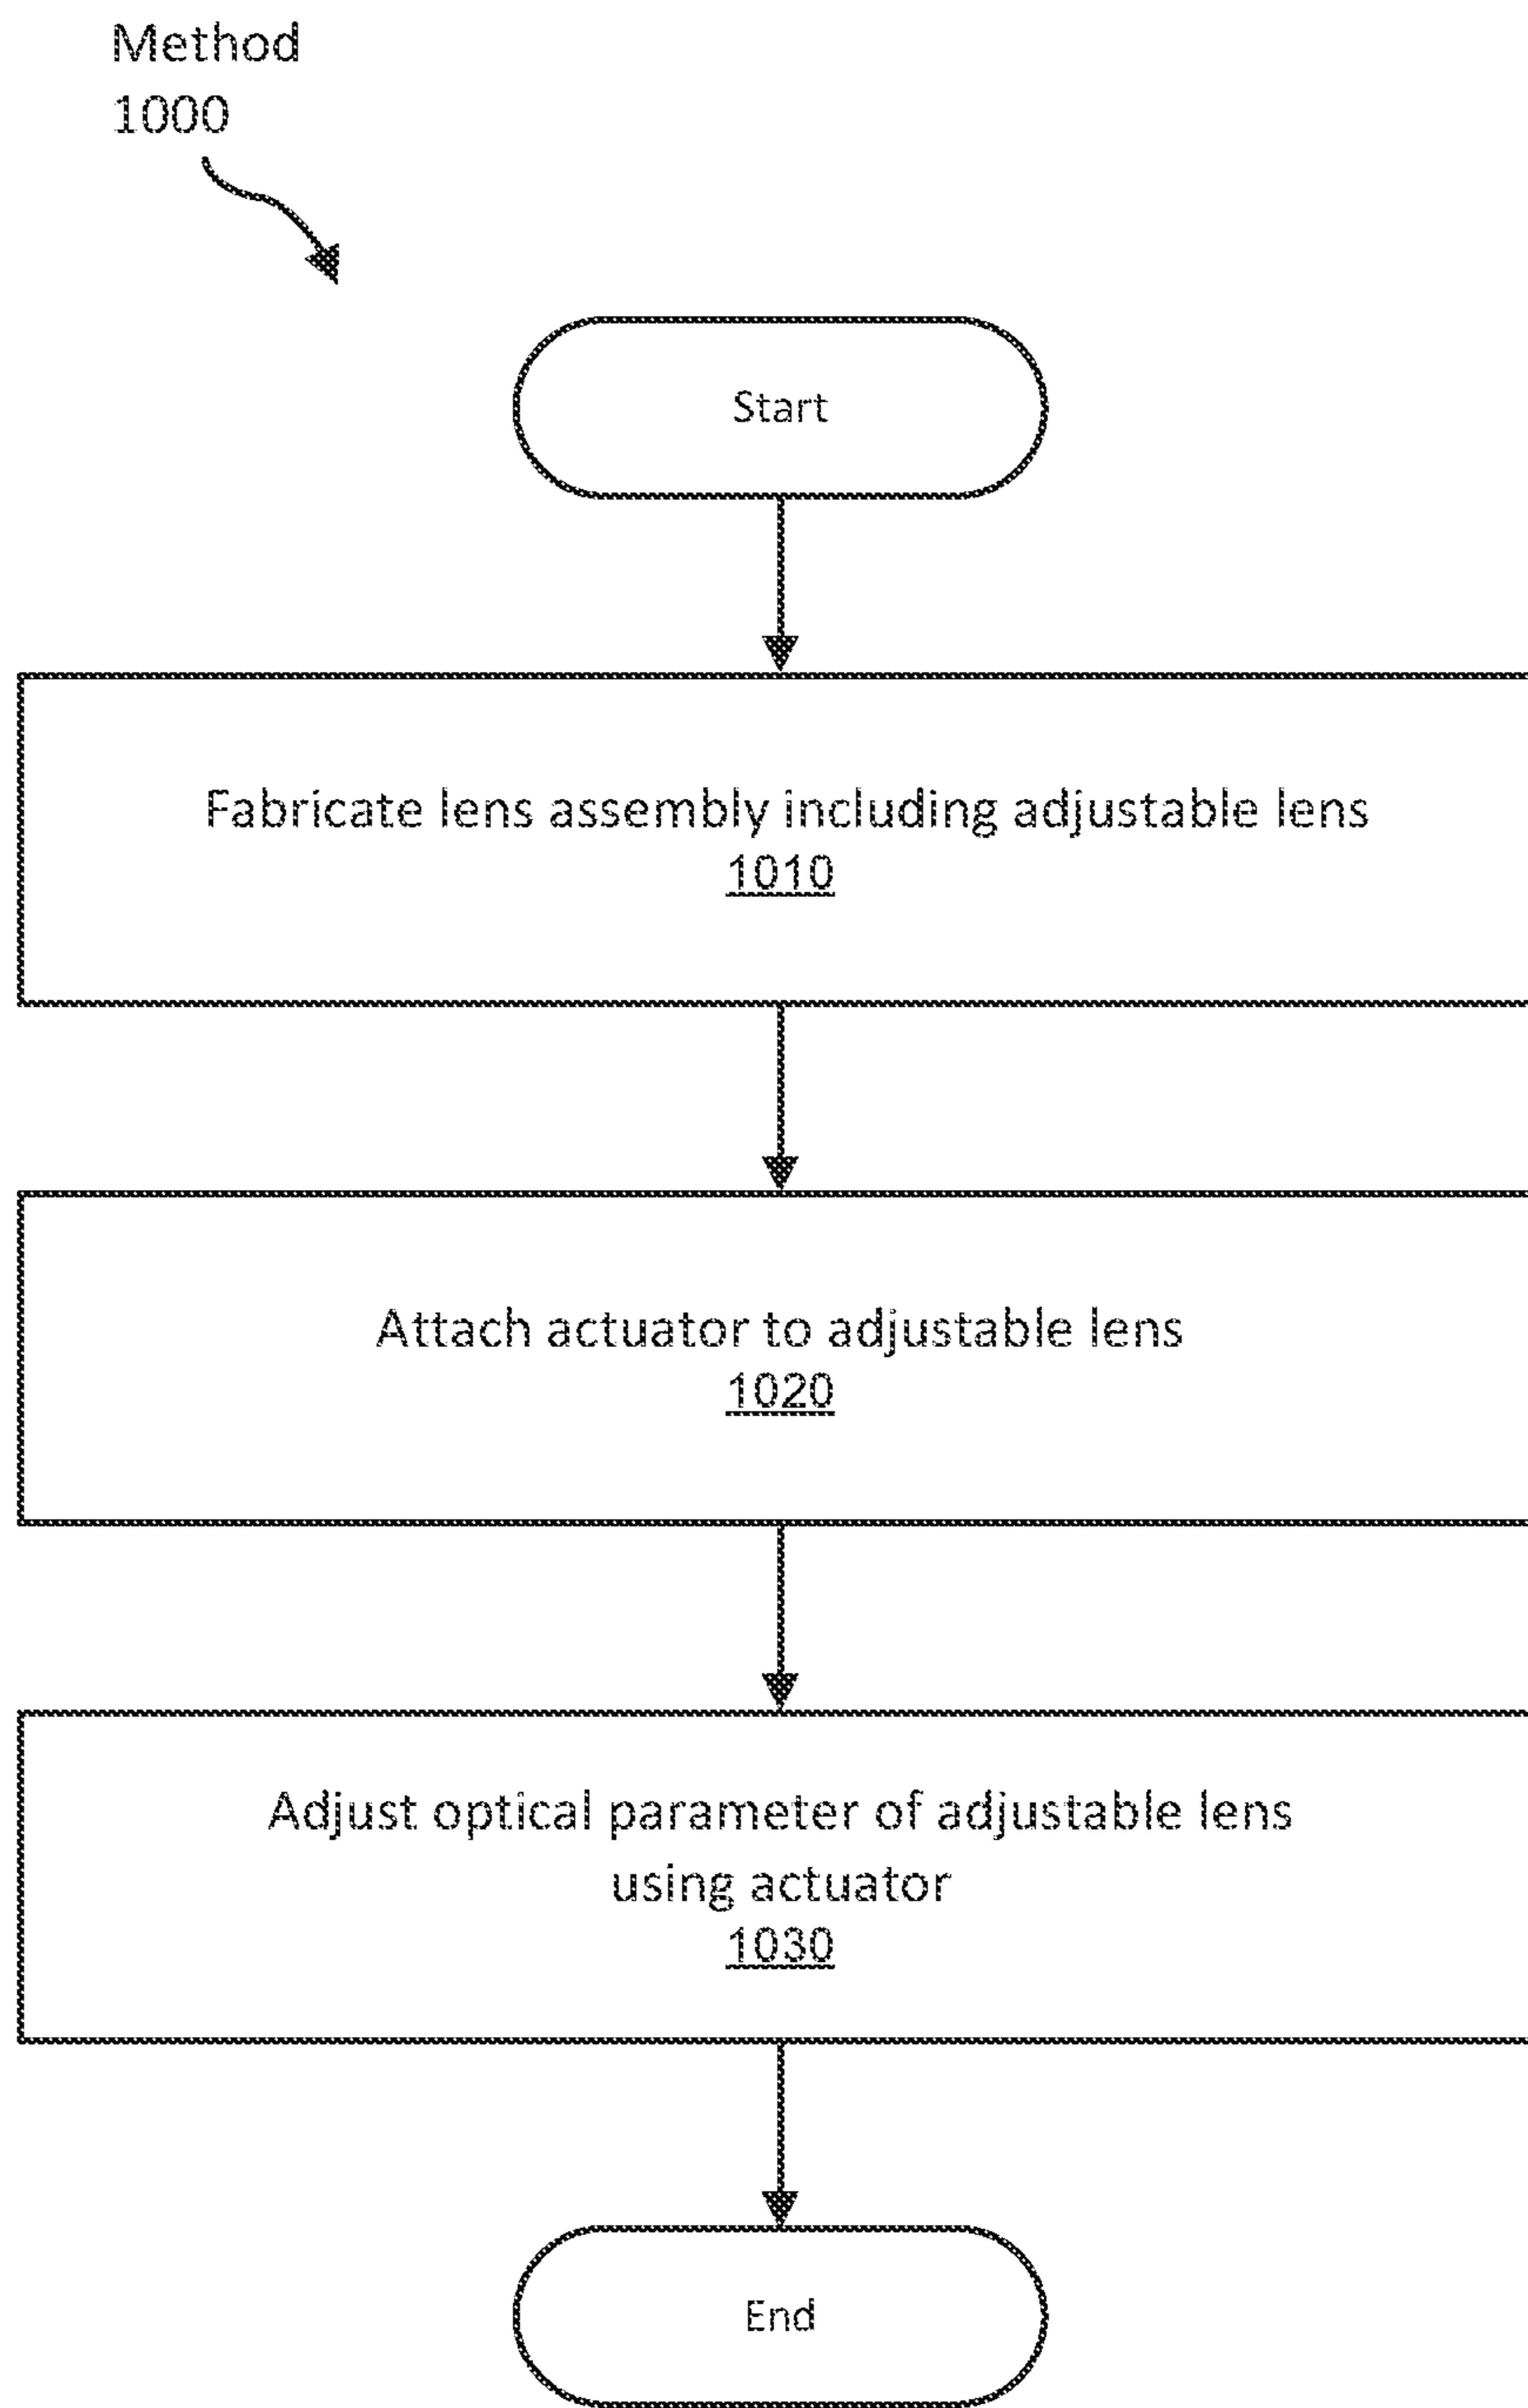 Method
1000
Start
Fabricate lens assembly including adjustable lens
1010
Attach actuator to adjustable lens
1020
Adjust optical parameter of adjustable lens
using actuator
1030
End